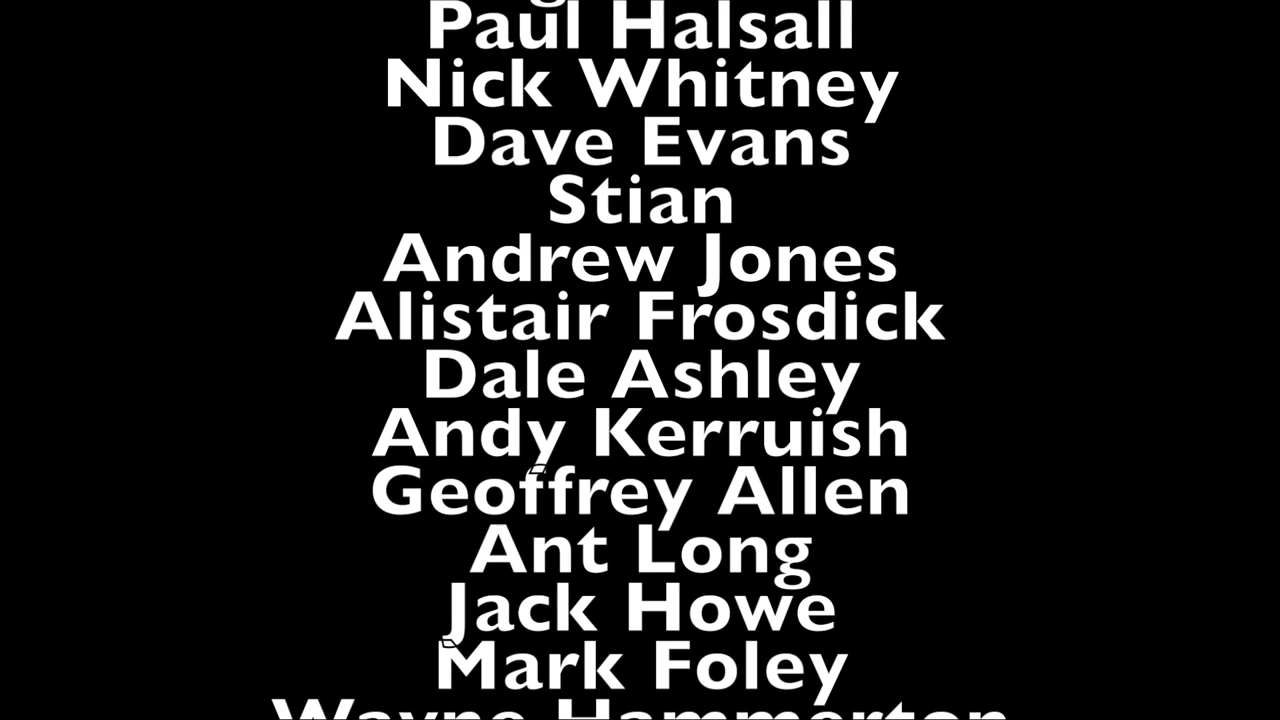 Paul Halsall
Nick Whitney
Dave Evans
Stian
Andrew Jones
Alistair Frosdick
Dale Ashley
Andy Kerruish
Geoffrey Allen
Ant Long
Jack Howe
Mark Foley
Wayne Hammerton